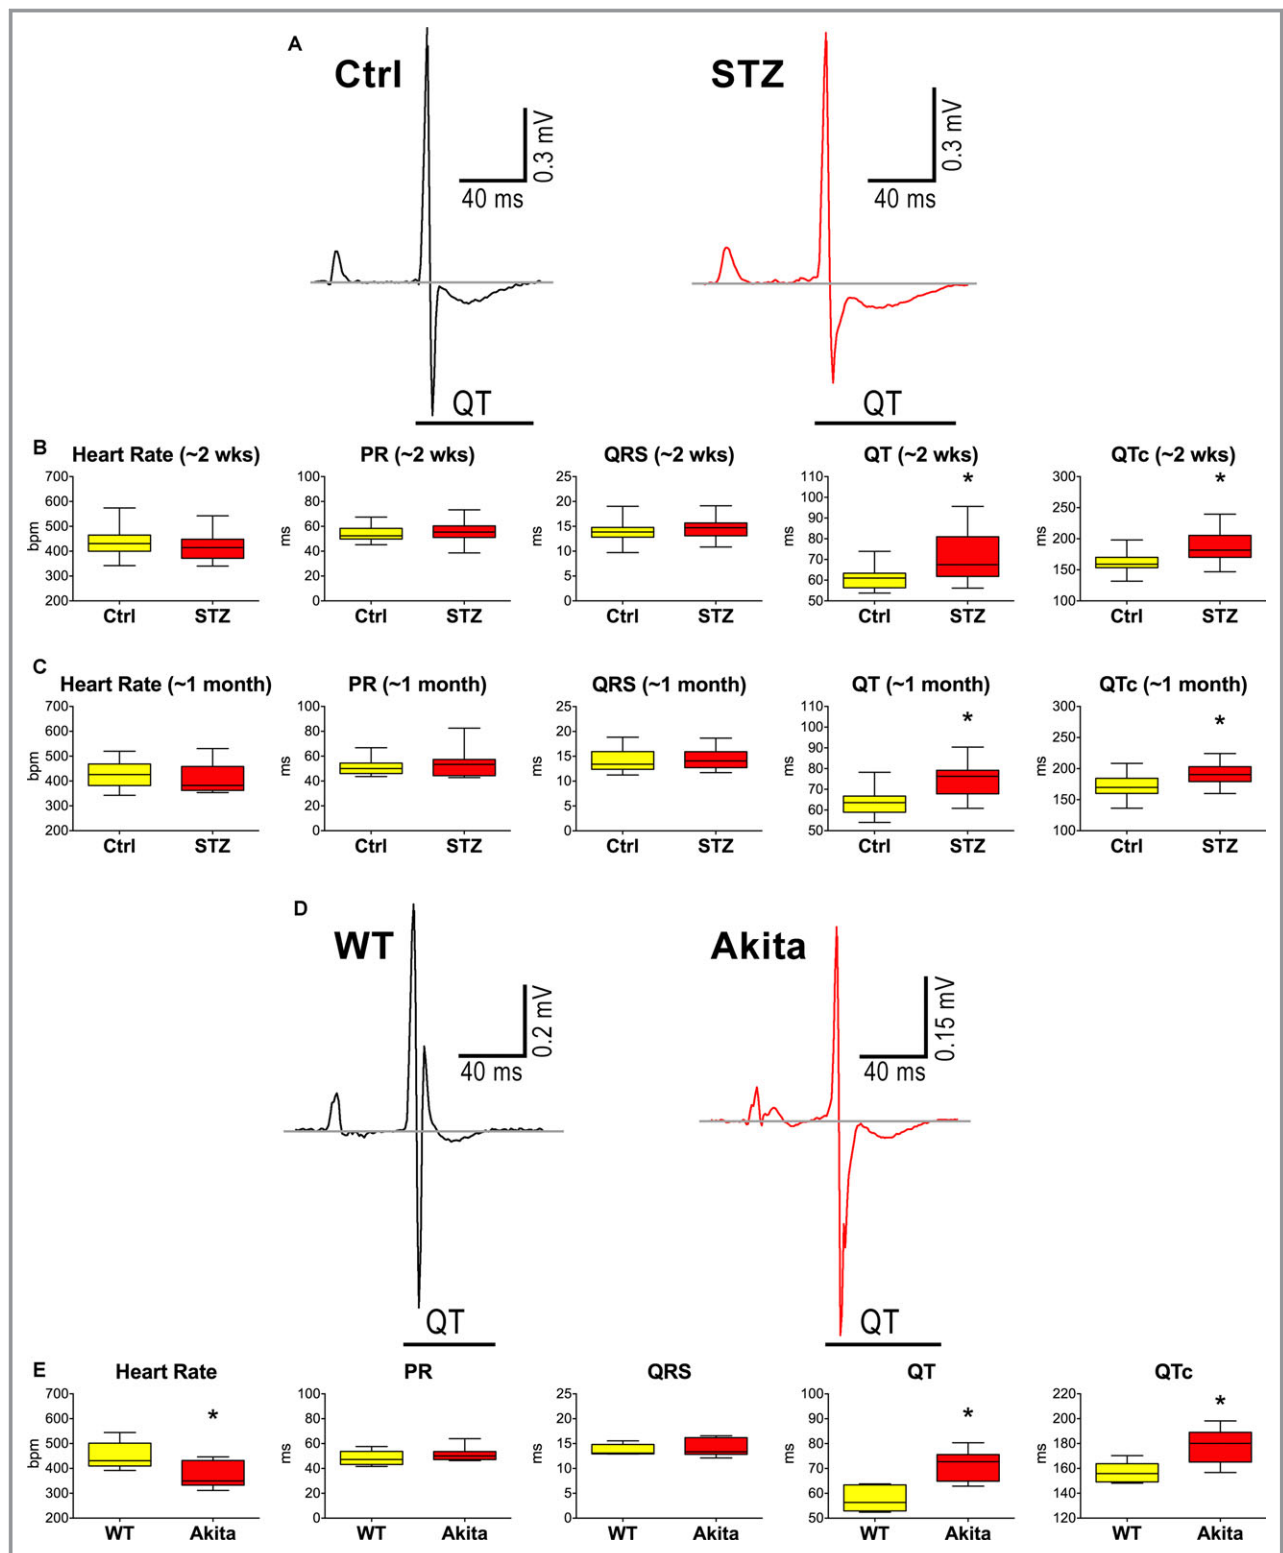 A
Ctrl
STZ
0.3 mV
40 ms
0.3 mV
40 ms
QT
QT
B
Heart Rate (~2 wks)
PR (~2 wks)
QRS (~2 wks)
QT (~2 wks)
QTc (~2 wks)
bpm
700
600
500
400
300
200
Ctrl STZ
ms
100
80
60
40
20
0
Ctrl STZ
ms
25
20
15
10
5
0
Ctrl STZ
ms
110
100
90
80
70
60
50
*
Ctrl STZ
ms
300
250
200
150
100
*
Ctrl STZ
C
Heart Rate (~1 month)
PR (~1 month)
QRS (~1 month)
QT (~1 month)
QTc (~1 month)
bpm
700
600
500
400
300
200
Ctrl STZ
ms
100
80
60
40
20
0
Ctrl STZ
ms
25
20
15
10
5
0
Ctrl STZ
ms
110
100
90
80
70
60
50
*
Ctrl STZ
ms
300
250
200
150
100
*
Ctrl STZ
D
WT
Akita
0.2 mV
40 ms
0.15 mV
40 ms
QT
QT
E
Heart Rate
PR
QRS
QT
QTc
bpm
700
600
500
400
300
200
*
WT Akita
ms
100
80
60
40
20
0
WT Akita
ms
25
20
15
10
5
0
WT Akita
ms
100
90
80
70
60
50
*
WT Akita
ms
220
200
180
160
140
120
*
WT Akita